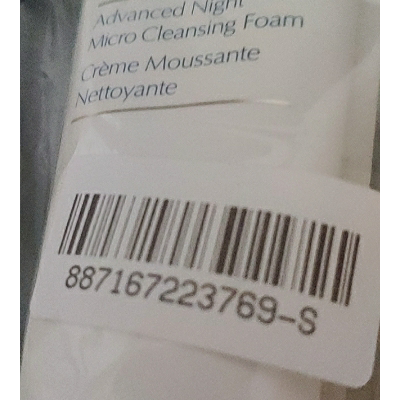 Advanced Night
Micro Cleansing Foam
Crème Moussante
Nettoyante
887167223769-S